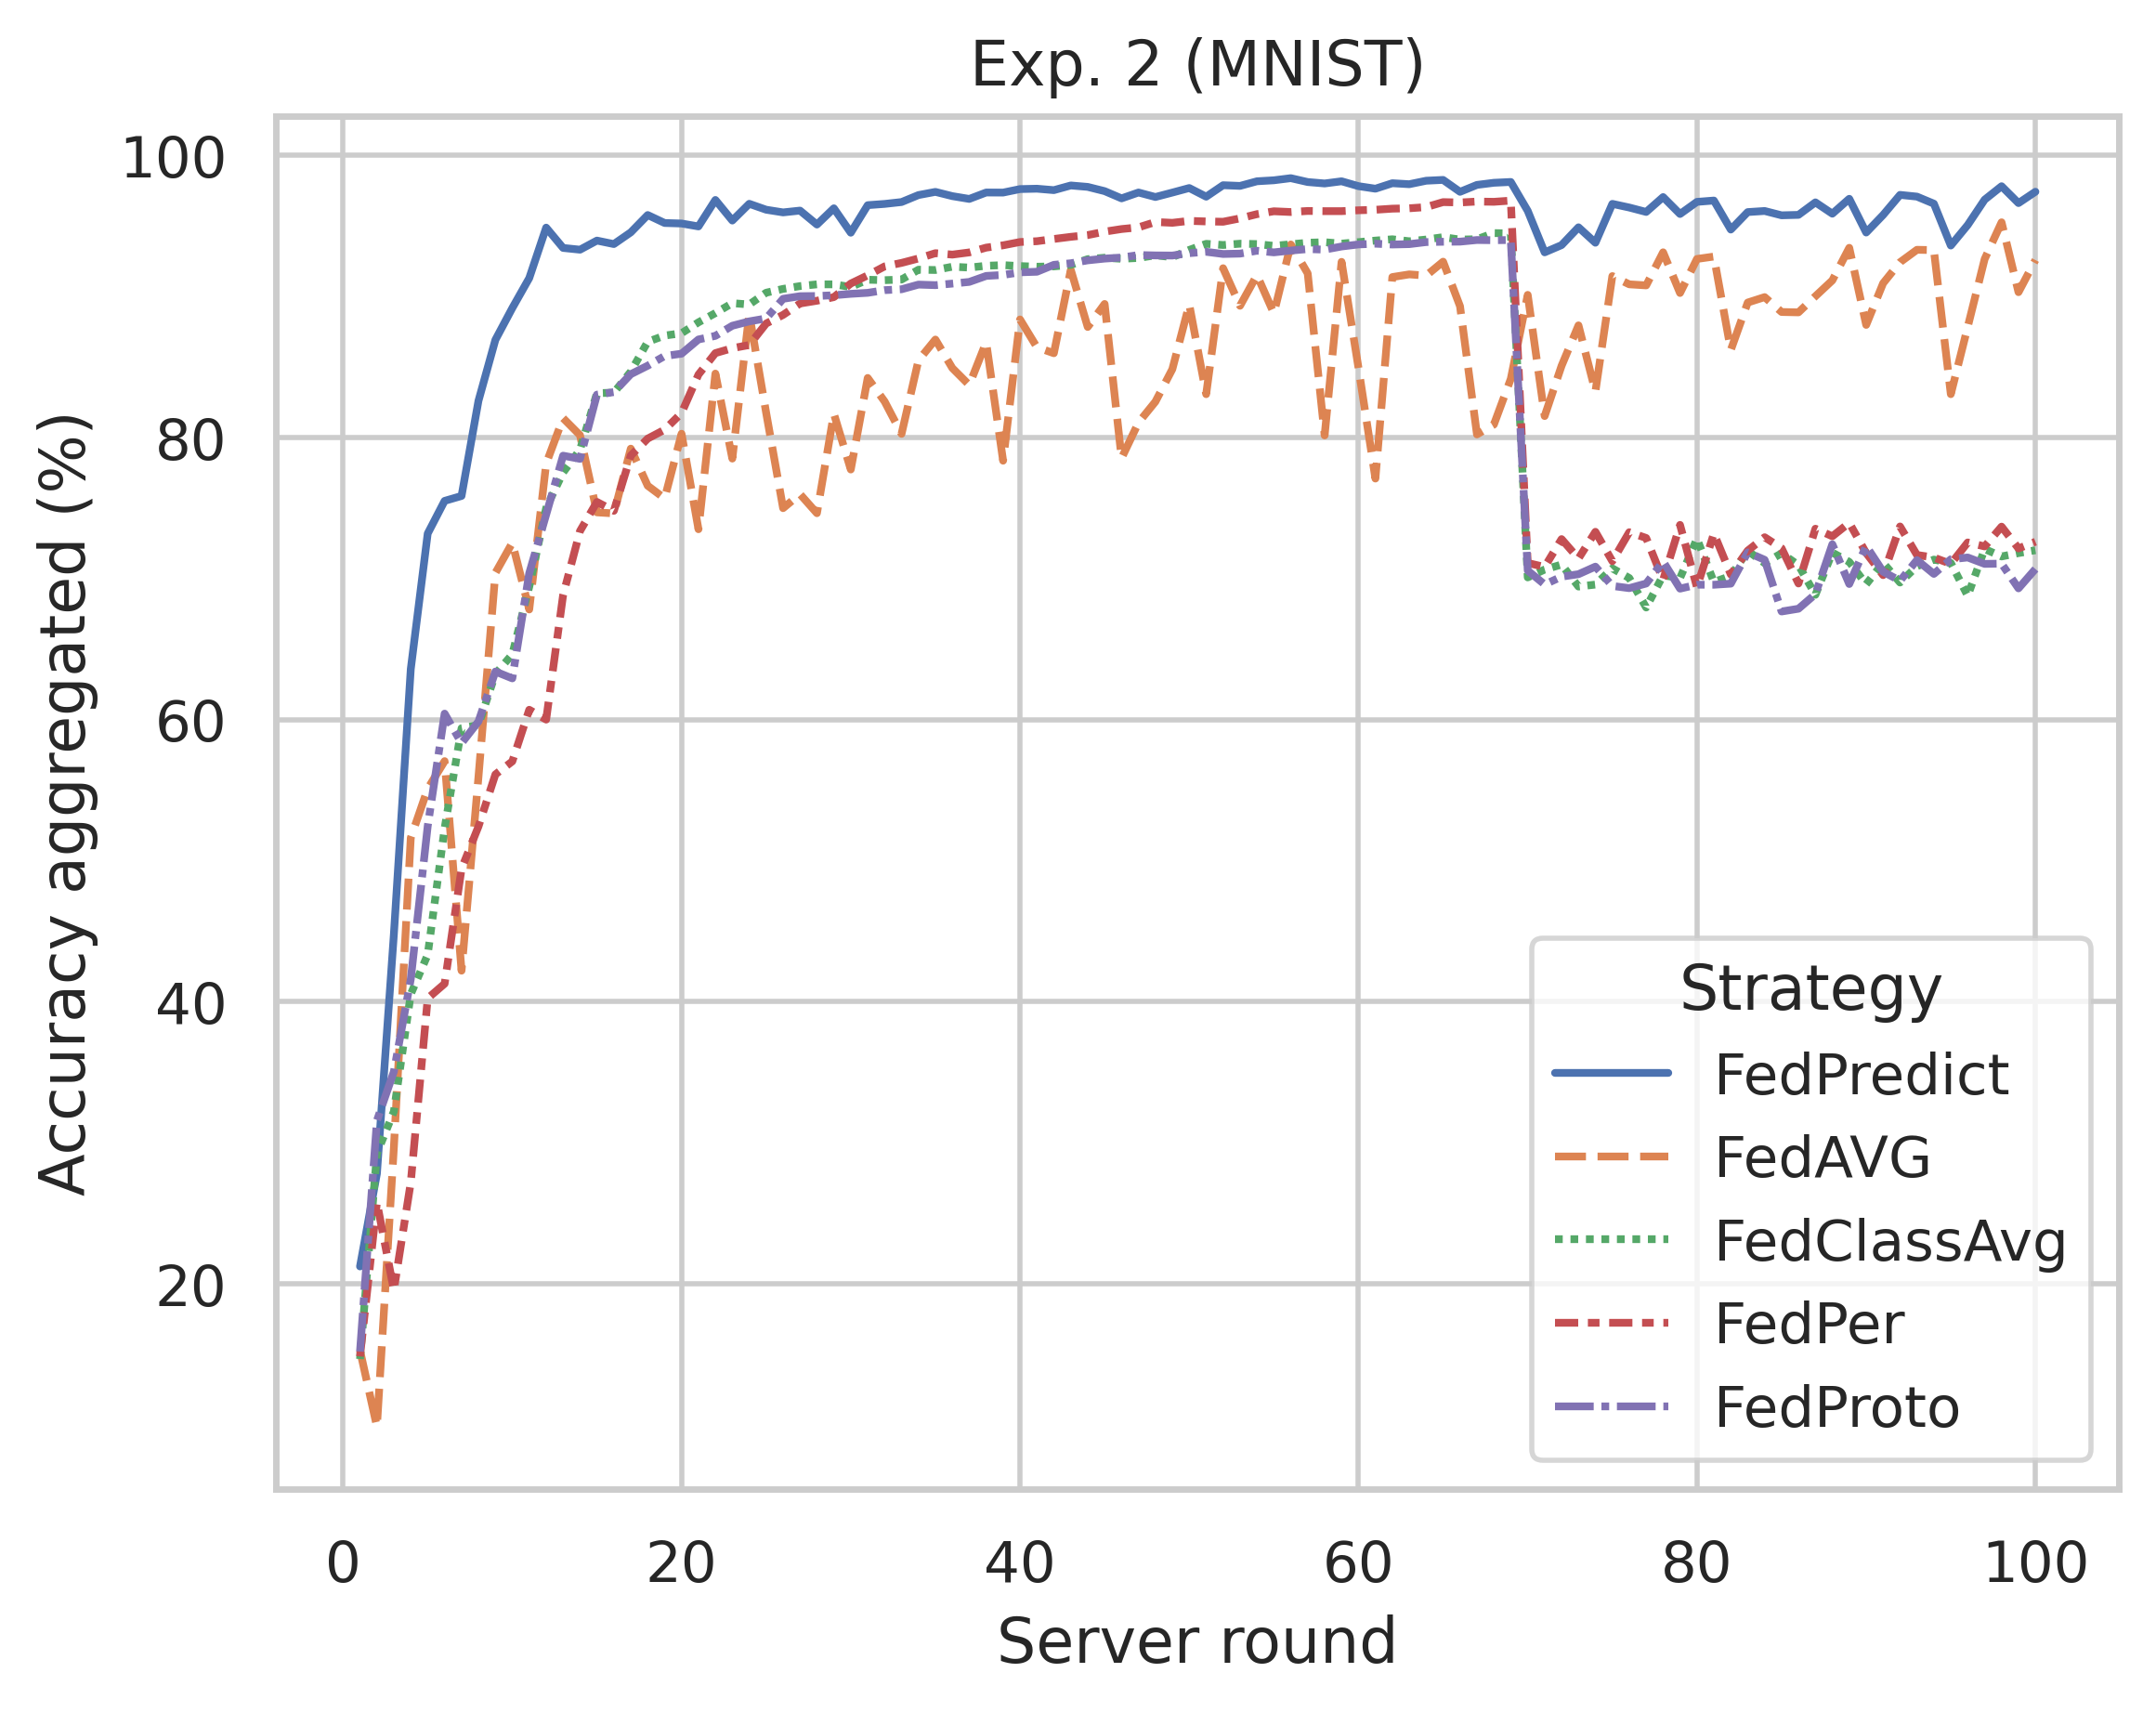 Exp. 2 (MNIST)
Accuracy aggregated (%)
100
80
60
40
20
0 20 40 60 80 100
Server round
Strategy
FedPredict
FedAVG
FedClassAvg
FedPer
FedProto